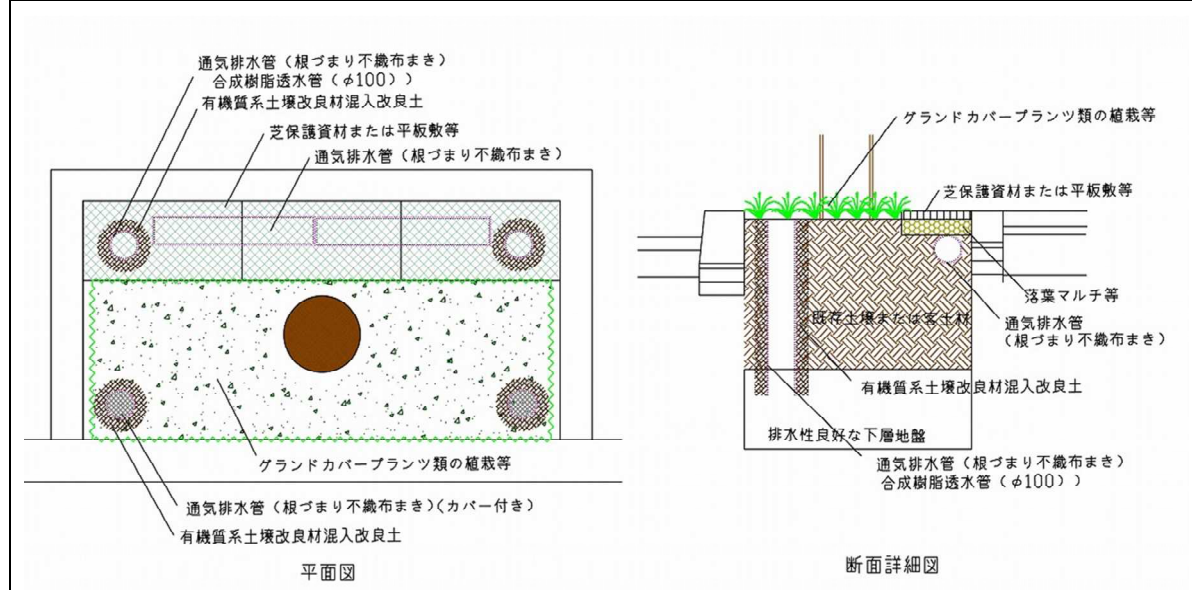 通気排水管(根づまり不織布まき)
合成樹脂透水管(φ100))
有機質系土壌改良材混入改良土
芝保護資材または平板敷等
通気排水管(根づまり不織布まき)
グランドカバープランツ類の植栽等
通気排水管(根づまり不織布まき)(カバー付き)
有機質系土壌改良材混入改良土
平面図
グランドカバープランツ類の植栽等
芝保護資材または平板敷等
落葉マルチ等
通気排水管
(根づまり不織布まき)
既存土壌または客土材
有機質系土壌改良材混入改良土
排水性良好な下層地盤
通気排水管(根づまり不織布まき)
合成樹脂透水管(φ100))
断面詳細図